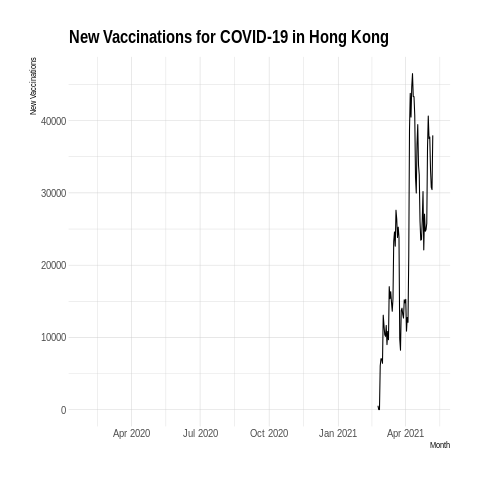 New Vaccinations for COVID-19 in Hong Kong
New Vaccinations
40000
30000
20000
10000
0
Apr 2020 Jul 2020 Oct 2020 Jan 2021 Apr 2021
Month